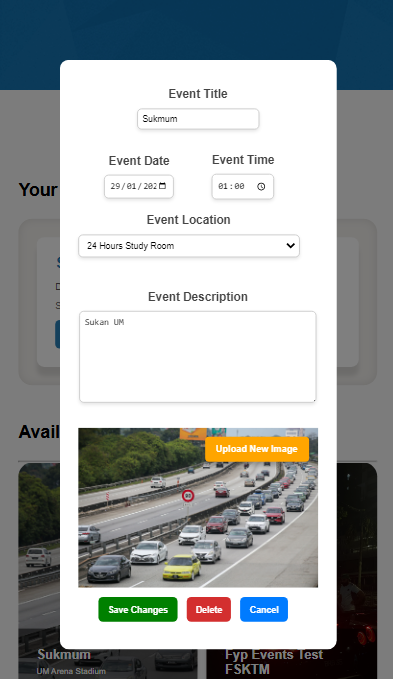 Event Title
Sukmum
Event Date
Event Time
29/01/202
01:00
Your
Event Location
24 Hours Study Room
Event Description
Sukan UM
Avail
Upload New Image
Save Changes
Delete
Cancel
Sukmum
UM Arena Stadium
Fyp Events Test
FSKTM